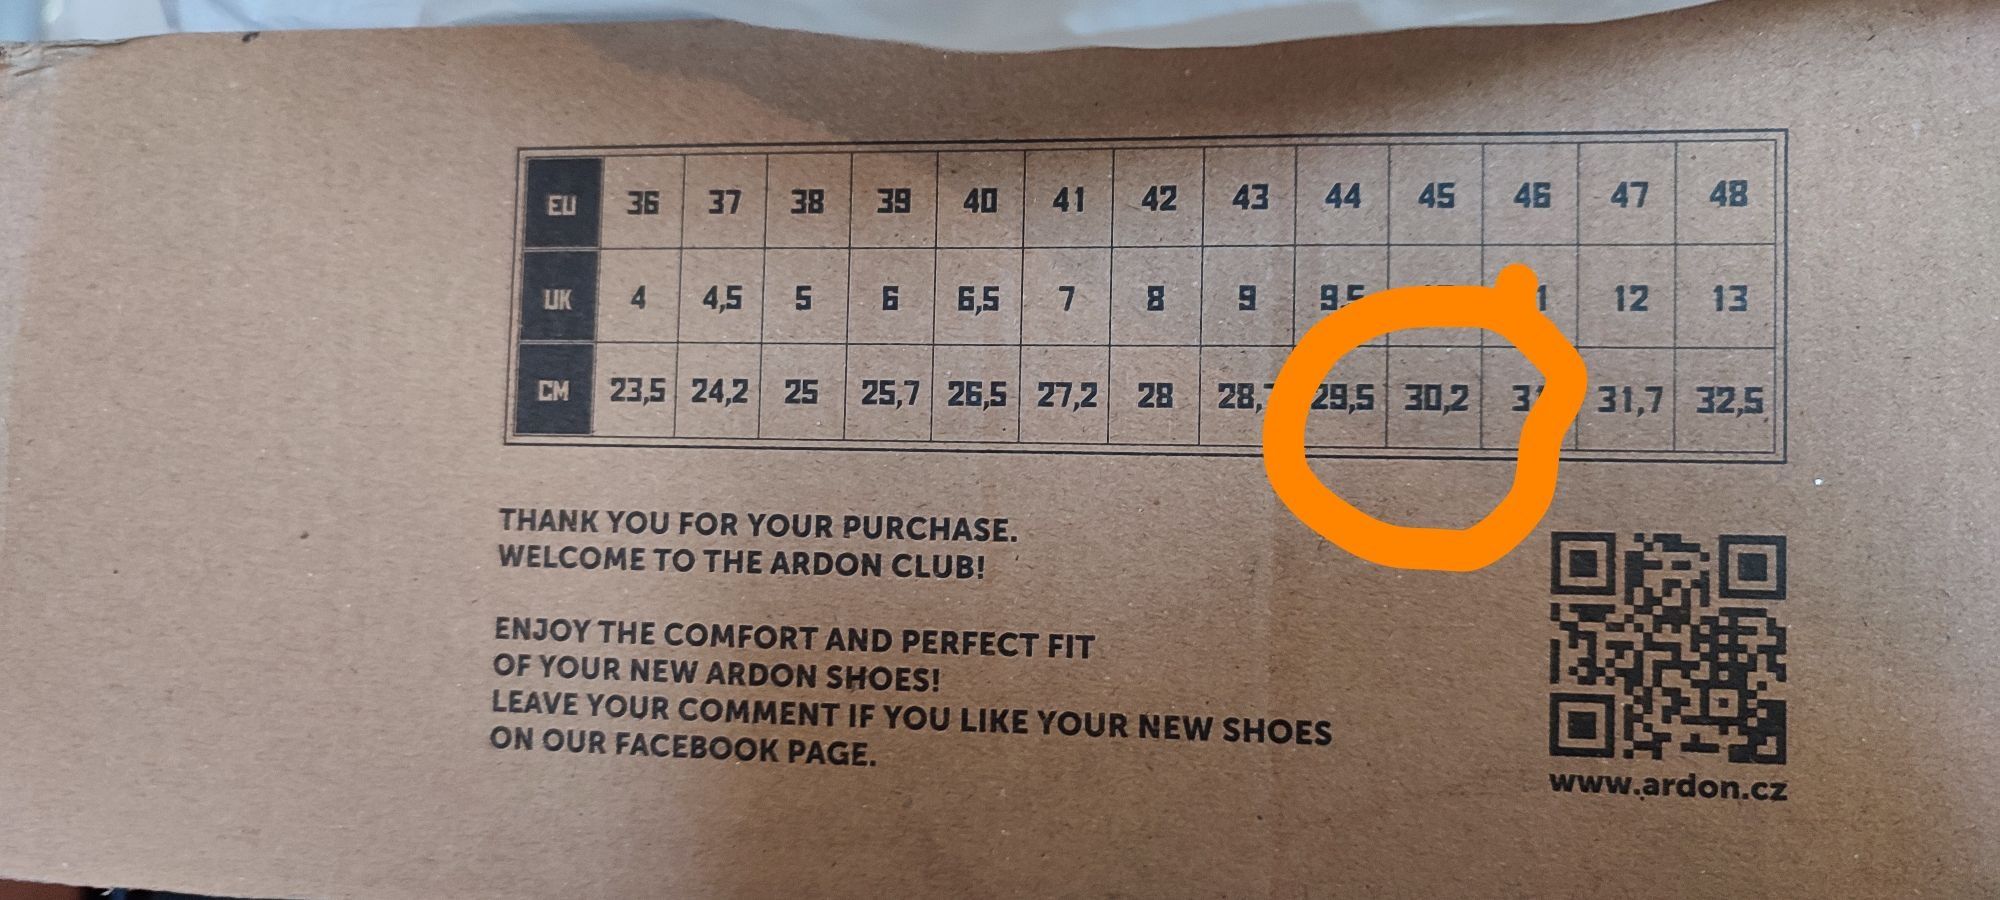 EU 36 37 38 39 40 41 42 43 44 45 46 47 48
UK 4 4,5 5 6 6,5 7 8 9 9,5 12 13
CM 23,5 24,2 25 25,7 26,5 27,2 28 29,5 30,2 31,7 32,5
THANK YOU FOR YOUR PURCHASE.
WELCOME TO THE ARDON CLUB!
ENJOY THE COMFORT AND PERFECT FIT
OF YOUR NEW ARDON SHOES!
LEAVE YOUR COMMENT IF YOU LIKE YOUR NEW SHOES
ON OUR FACEBOOK PAGE.
www.ardon.cz